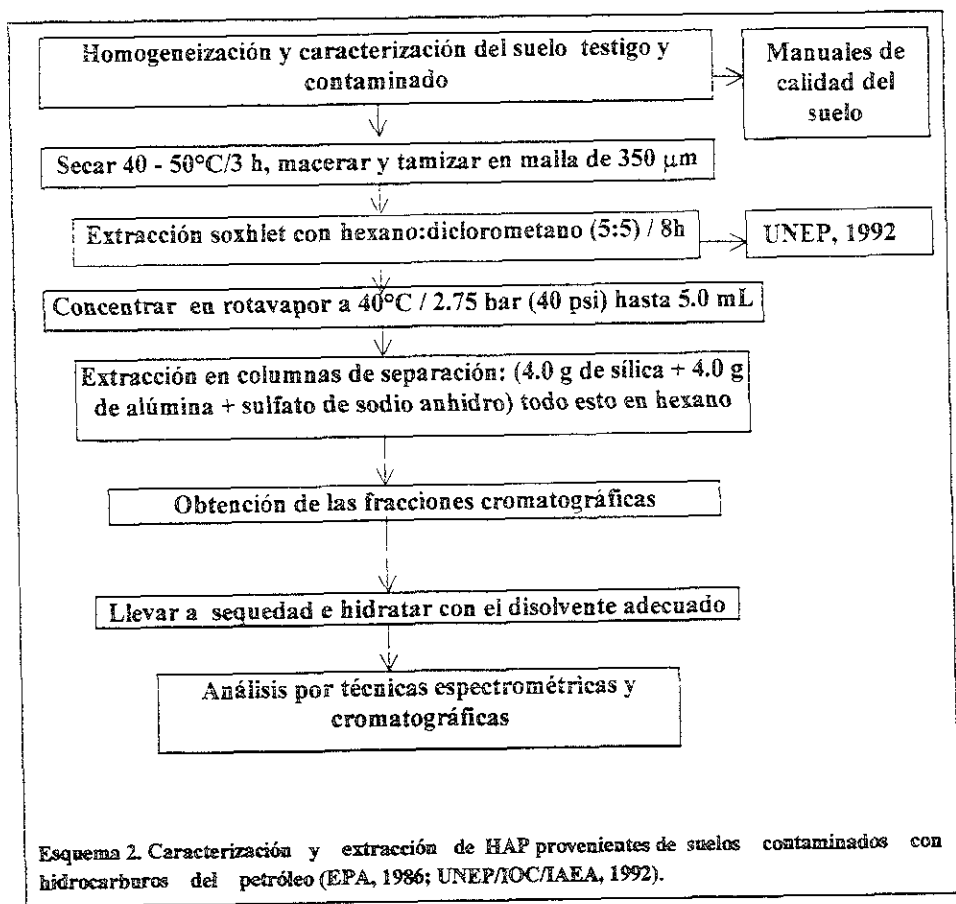 Homogeneización y caracterización del suelo testigo y
contaminado
Manuales de
calidad del
suelo
Secar 40 - 50°C/3 h, macerar y tamizar en malla de 350 µm
Extracción soxhlet con hexano:diclorometano (5:5) / 8h
UNEP, 1992
Concentrar en rotavapor a 40°C / 2.75 bar (40 psi) hasta 5.0 mL
Extracción en columnas de separación: (4.0 g de sílica + 4.0 g
de alúmina + sulfato de sodio anhidro) todo esto en hexano
Obtención de las fracciones cromatográficas
Llevar a sequedad e hidratar con el disolvente adecuado
Análisis por técnicas espectrométricas y
cromatográficas
Esquema 2. Caracterización y extracción de HAP provenientes de suelos contaminados con
hidrocarburos del petróleo (EPA, 1986; UNEP/IOC/IAEA, 1992).